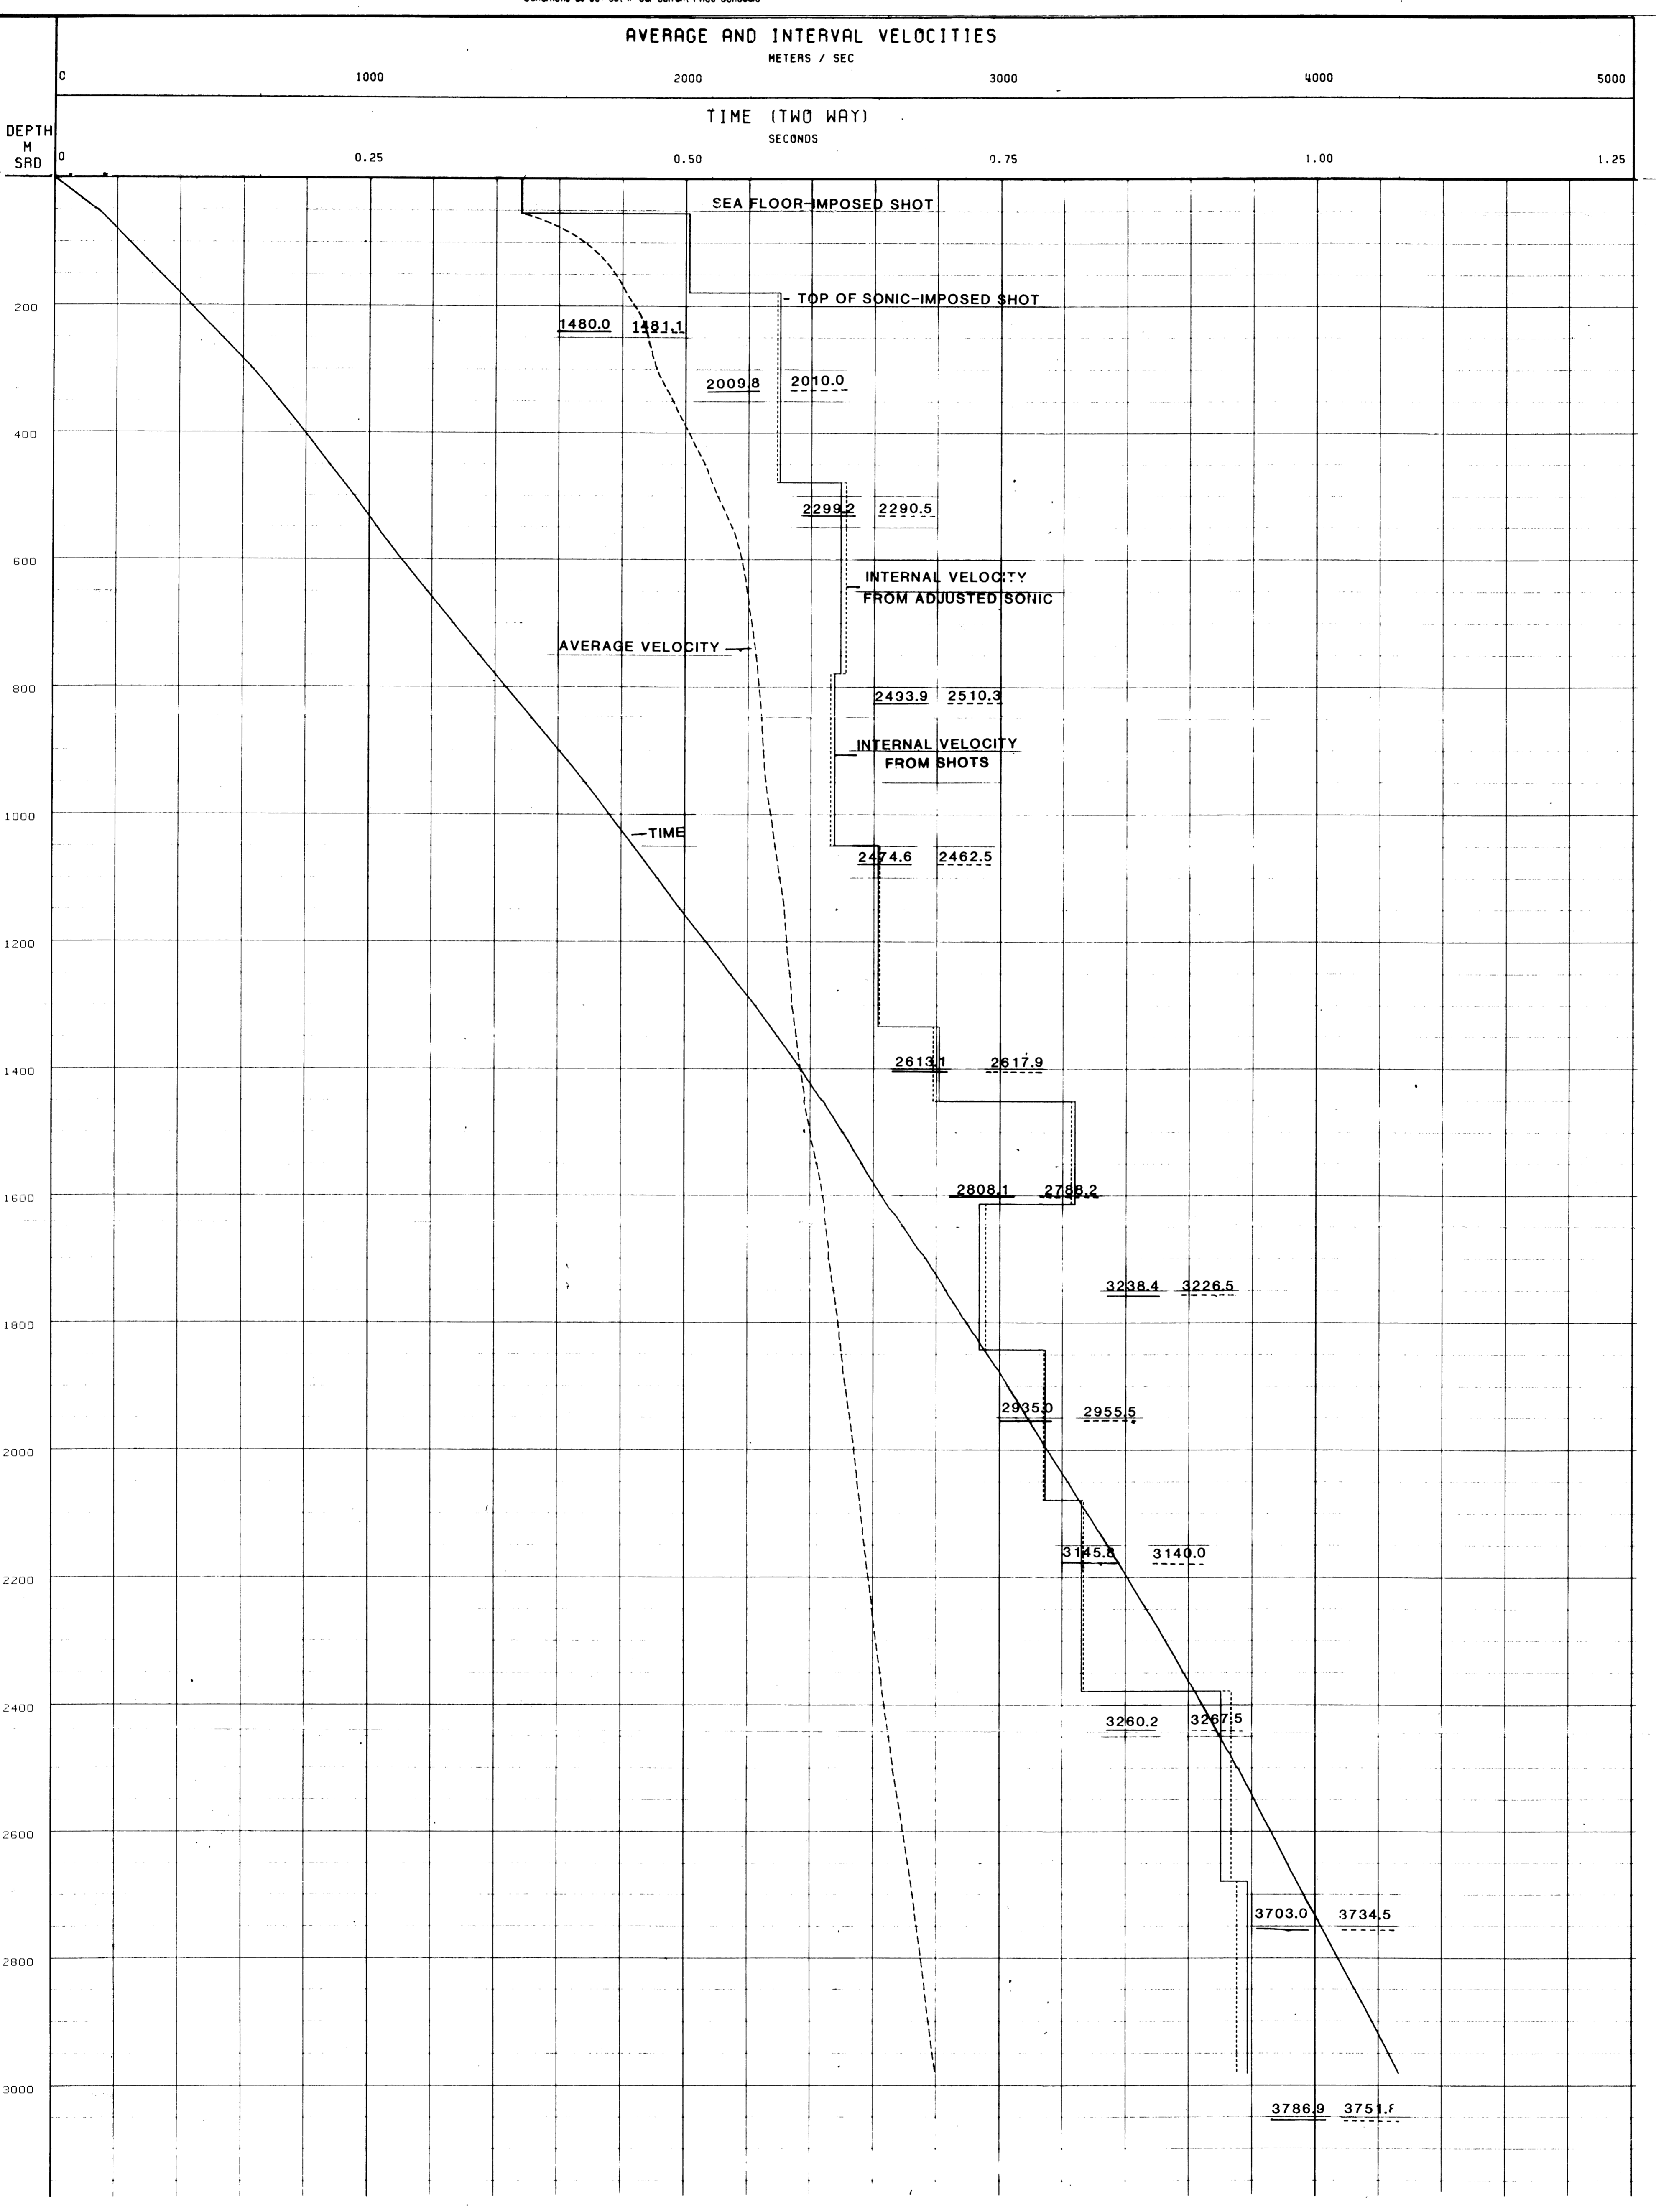 AVERAGE AND INTERVAL VELOCITIES
METERS / SEC
0 1000 2000 3000 4000 5000
TIME (TWO WAY)
SECONDS
DEPTH
M
SRD
0 0.25 0.50 0.75 1.00 1.25
SEA FLOOR-IMPOSED SHOT
TOP OF SONIC-IMPOSED SHOT
200
1480.0 1481.1
2009.8 2010.0
400
2299.2 2290.5
600
INTERNAL VELOCITY
FROM ADJUSTED SONIC
AVERAGE VELOCITY
800
2493.9 2510.3
INTERNAL VELOCITY
FROM SHOTS
1000
TIME
2474.6 2462.5
1200
1400
2613.1 2617.9
1600
2808.1 2788.2
3238.4 3226.5
1800
2935.0 2955.5
2000
3145.8 3140.0
2200
2400
3260.2 3267.5
2600
3703.0 3734.5
2800
3000
3786.9